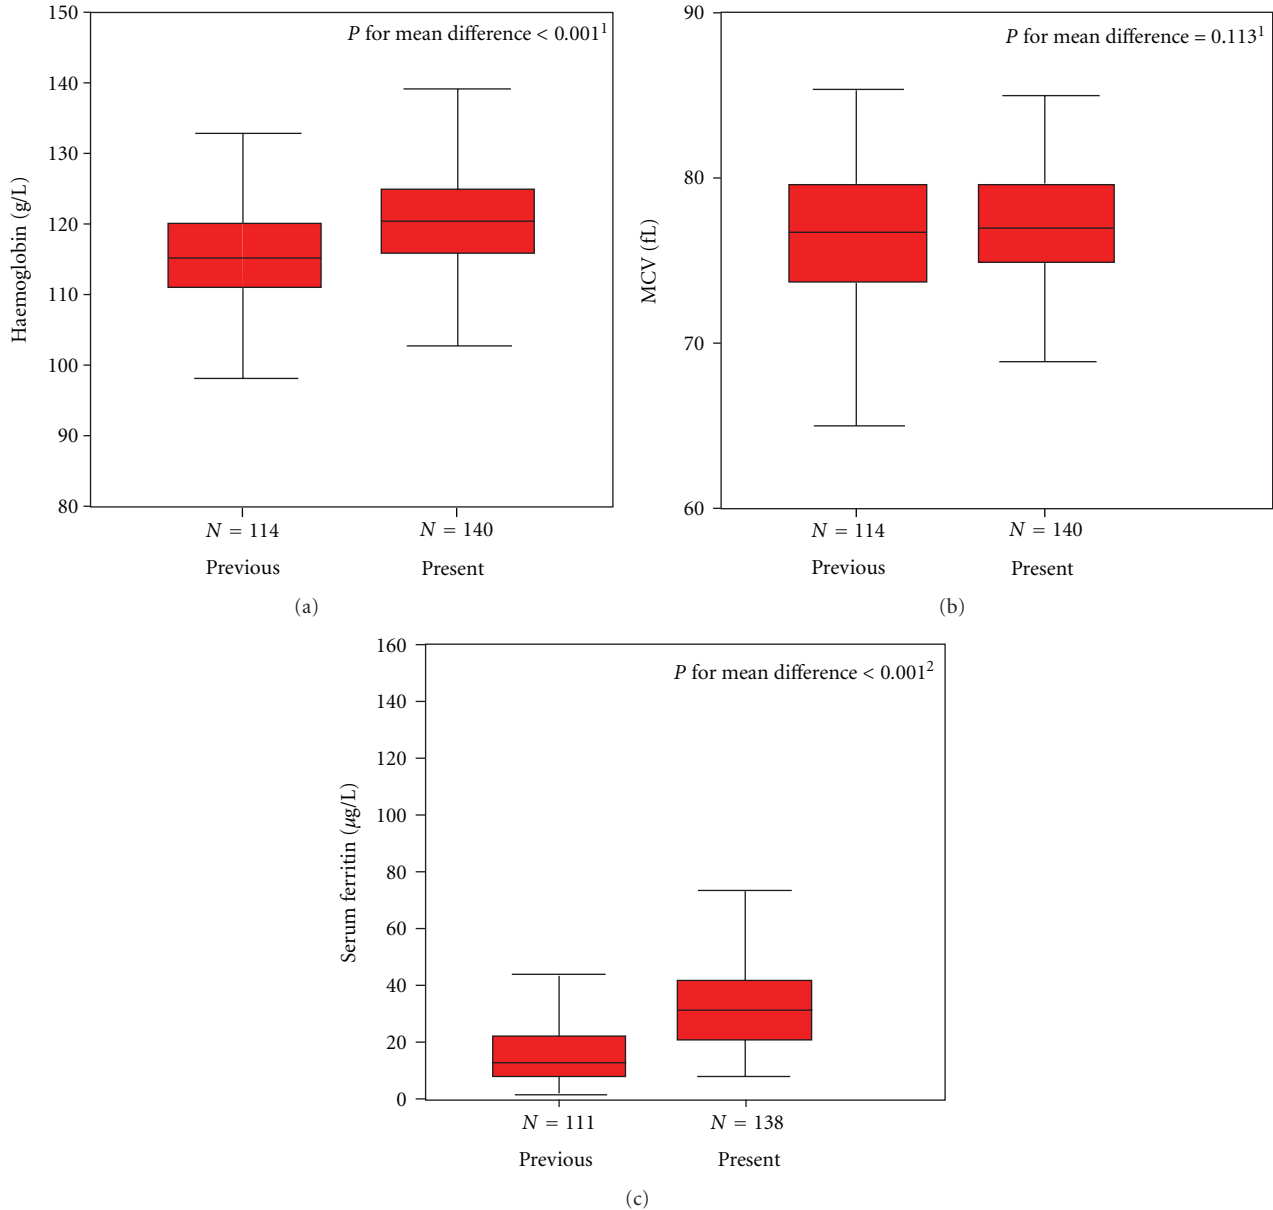 P for mean difference < 0.001¹
Haemoglobin (g/L)
150
140
130
120
110
100
90
80
N = 114
N = 140
Previous
Present
(a)
P for mean difference = 0.113¹
MCV (fL)
90
80
70
60
N = 114
N = 140
Previous
Present
(b)
P for mean difference < 0.001²
Serum ferritin (µg/L)
160
140
120
100
80
60
40
20
0
N = 111
N = 138
Previous
Present
(c)